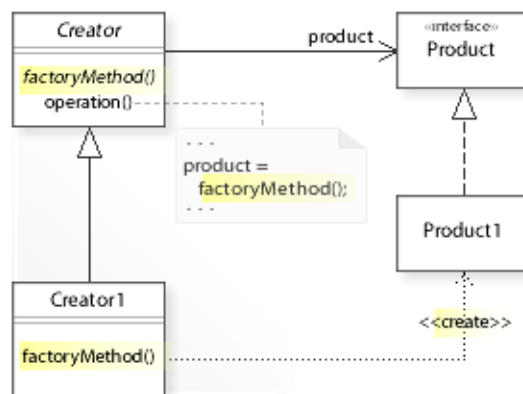 Creator
factoryMethod()
operation()
product
«interface»
Product
. . .
product =
factoryMethod();
. . .
Product1
Creator1
factoryMethod()
<<create>>